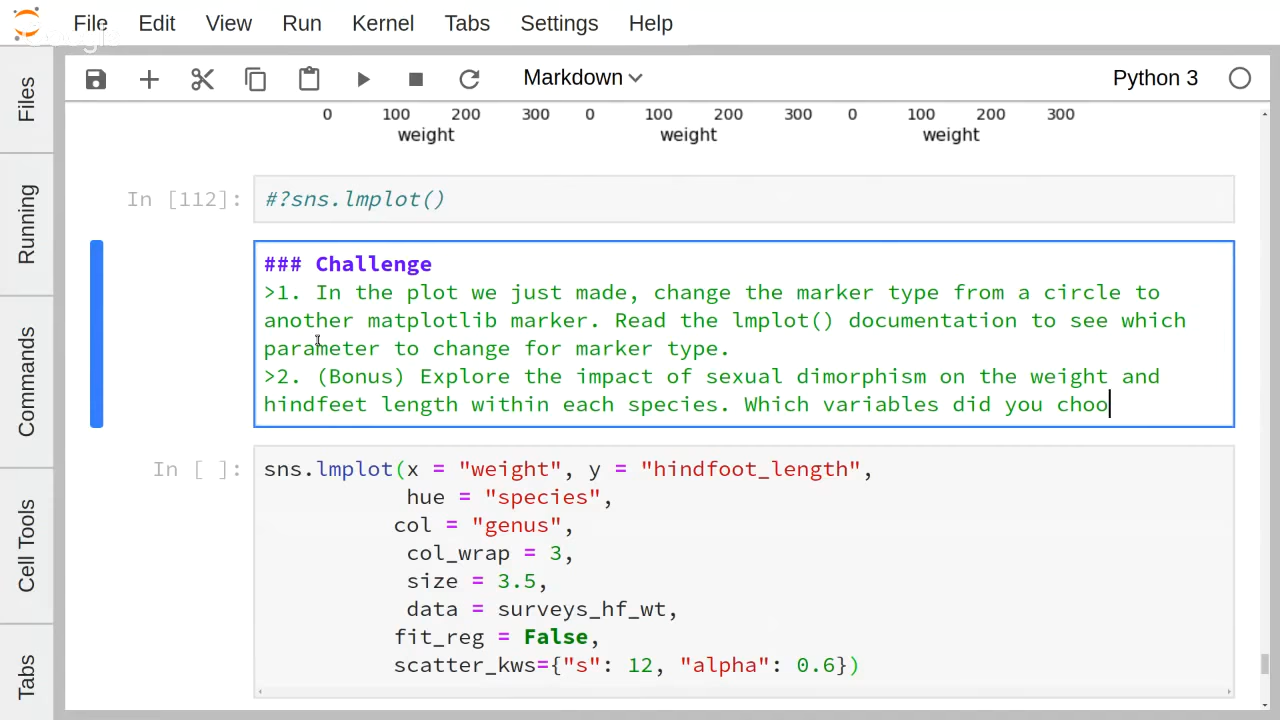 File Edit View Run Kernel Tabs Settings Help
Markdown Python 3
Files
Running
Commands
Cell Tools
Tabs
0 100 200 300 0 100 200 300 0 100 200 300
weight weight weight
In [112]: #?sns.lmplot()
### Challenge
>1. In the plot we just made, change the marker type from a circle to
another matplotlib marker. Read the lmplot() documentation to see which
parameter to change for marker type.
>2. (Bonus) Explore the impact of sexual dimorphism on the weight and
hindfeet length within each species. Which variables did you choo
In [ ]: sns.lmplot(x = "weight", y = "hindfoot_length",
hue = "species",
col = "genus",
col_wrap = 3,
size = 3.5,
data = surveys_hf_wt,
fit_reg = False,
scatter_kws={"s": 12, "alpha": 0.6})